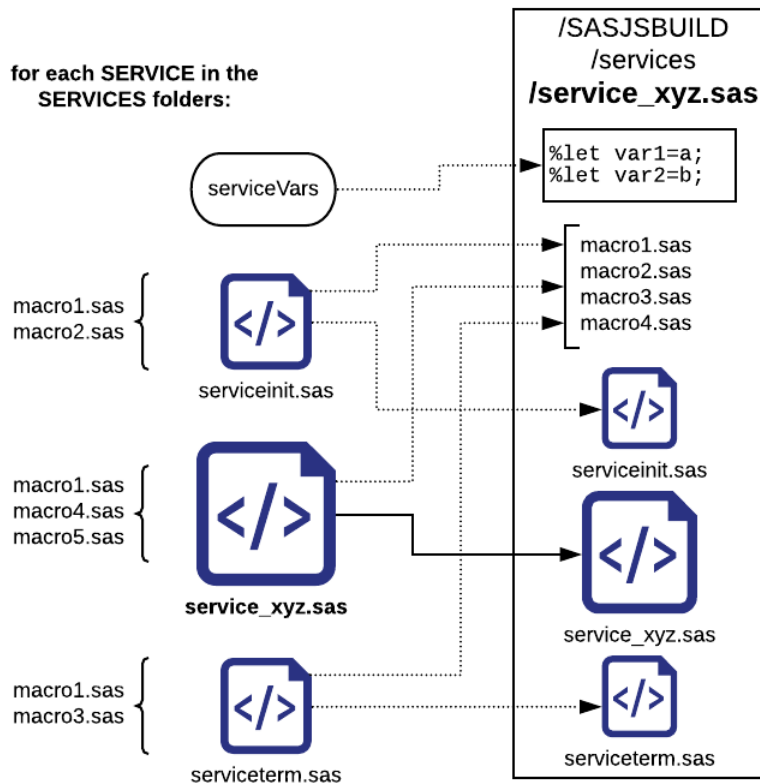 for each SERVICE in the
SERVICES folders:
serviceVars
macro1.sas
macro2.sas
</>
serviceinit.sas
macro1.sas
macro4.sas
macro5.sas
</>
service_xyz.sas
macro1.sas
macro3.sas
</>
serviceterm.sas
/SASJSBUILD
/services
/service_xyz.sas
%let var1=a;
%let var2=b;
macro1.sas
macro2.sas
macro3.sas
macro4.sas
</>
serviceinit.sas
</>
service_xyz.sas
</>
serviceterm.sas